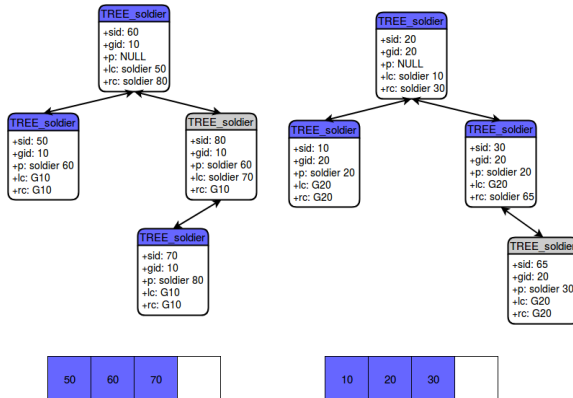 TREE_soldier
+sid: 60
+gid: 10
+p: NULL
+lc: soldier 50
+rc: soldier 80
TREE_soldier
+sid: 20
+gid: 20
+p: NULL
+lc: soldier 10
+rc: soldier 30
TREE_soldier
+sid: 50
+gid: 10
+p: soldier 60
+lc: G10
+rc: G10
TREE_soldier
+sid: 80
+gid: 10
+p: soldier 60
+lc: soldier 70
+rc: G10
TREE_soldier
+sid: 10
+gid: 20
+p: soldier 20
+lc: G20
+rc: G20
TREE_soldier
+sid: 30
+gid: 20
+p: soldier 20
+lc: G20
+rc: soldier 65
TREE_soldier
+sid: 70
+gid: 10
+p: soldier 80
+lc: G10
+rc: G10
TREE_soldier
+sid: 65
+gid: 20
+p: soldier 30
+lc: G20
+rc: G20
50 60 70
10 20 30